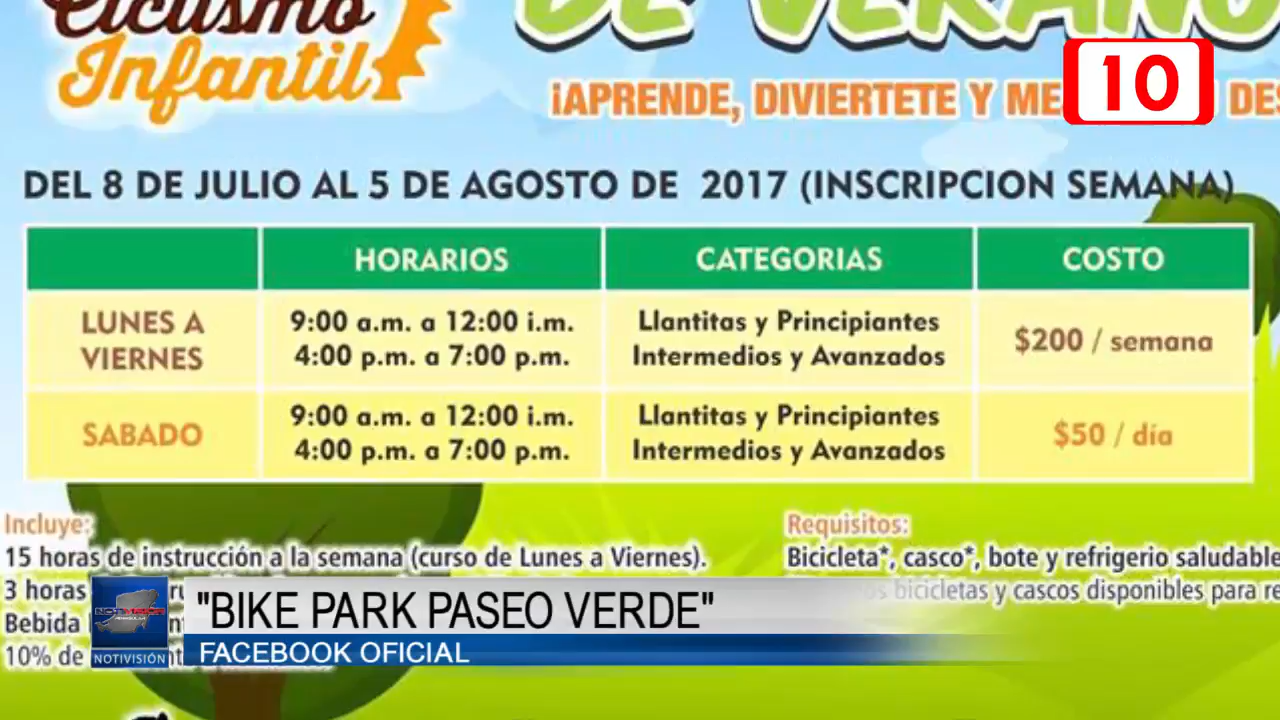 Ciclismo
Infantil
DE VERANO
¡APRENDE, DIVIERTETE Y
10
DEL 8 DE JULIO AL 5 DE AGOSTO DE 2017 (INSCRIPCION SEMANA)
HORARIOS CATEGORIAS COSTO
LUNES A VIERNES
9:00 a.m. a 12:00 i.m. Llantitas y Principiantes
4:00 p.m. a 7:00 p.m. Intermedios y Avanzados
$200 / semana
SABADO
9:00 a.m. a 12:00 i.m. Llantitas y Principiantes
4:00 p.m. a 7:00 p.m. Intermedios y Avanzados
$50 / día
Incluye:
15 horas de instrucción a la semana (curso de Lunes a Viernes).
3 horas
Bebida
10% de
Requisitos:
Bicicleta*, casco*, bote y refrigerio saludable
bicicletas y cascos disponibles para
"BIKE PARK PASEO VERDE"
FACEBOOK OFICIAL
NOTIVISIÓN